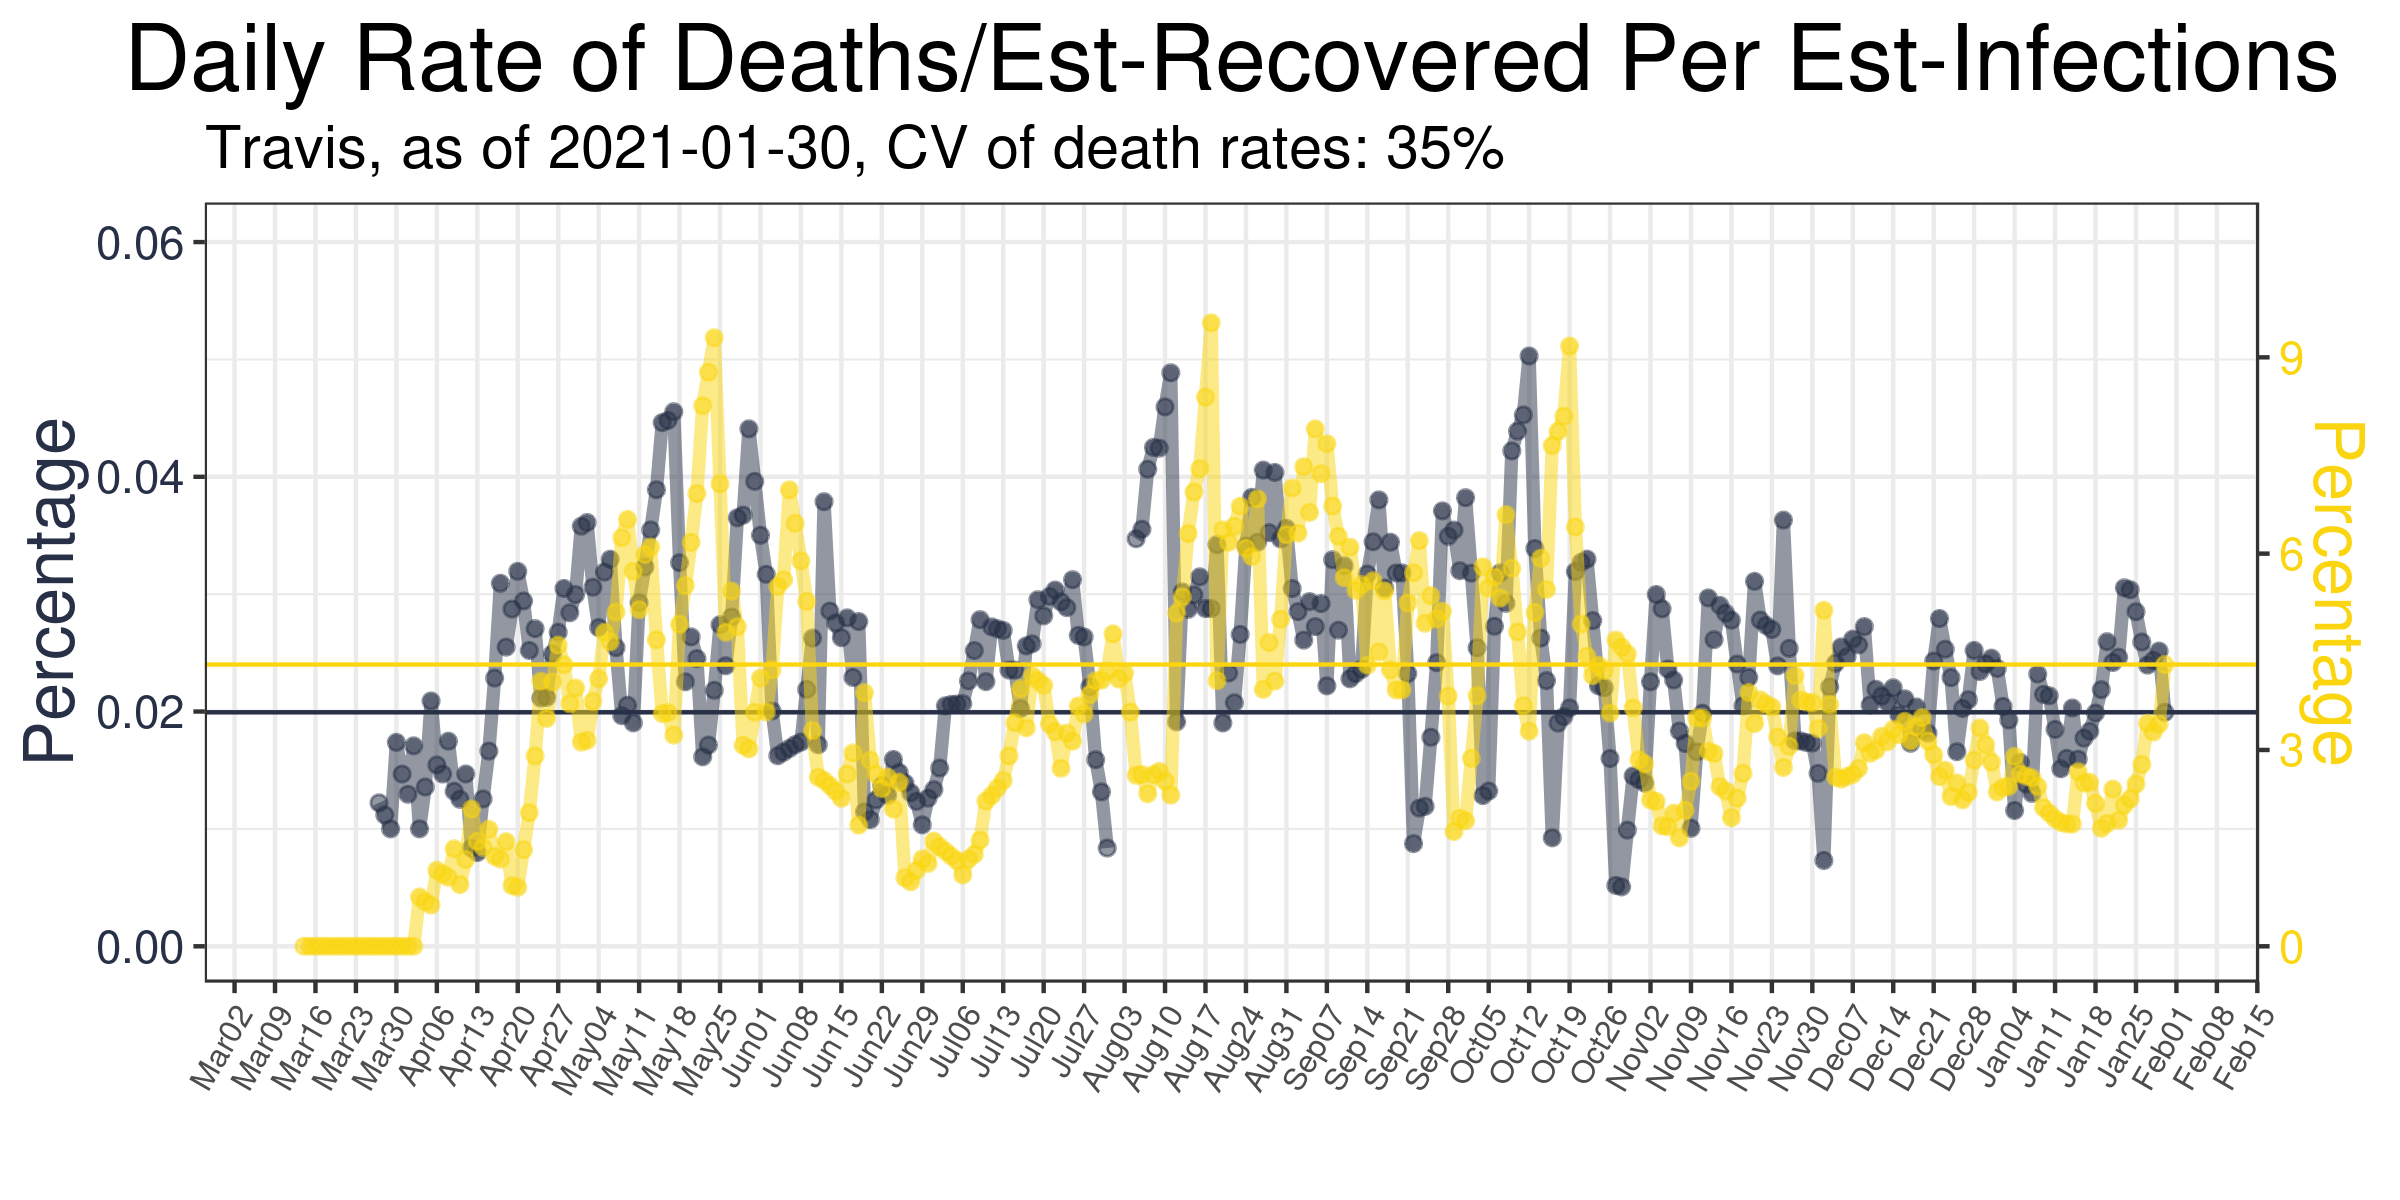 Daily Rate of Deaths/Est-Recovered Per Est-Infections
Travis, as of 2021-01-30, CV of death rates: 35%
Percentage
0.06
0.04
0.02
0.00
9
6
3
0
Percentage
Mar02
Mar09
Mar16
Mar23
Mar30
Apr06
Apr13
Apr20
Apr27
May04
May11
May18
May25
Jun01
Jun08
Jun15
Jun22
Jun29
Jul06
Jul13
Jul20
Jul27
Aug03
Aug10
Aug17
Aug24
Aug31
Sep07
Sep14
Sep21
Sep28
Oct05
Oct12
Oct19
Oct26
Nov02
Nov09
Nov16
Nov23
Nov30
Dec07
Dec14
Dec21
Dec28
Jan04
Jan11
Jan18
Jan25
Feb01
Feb08
Feb15